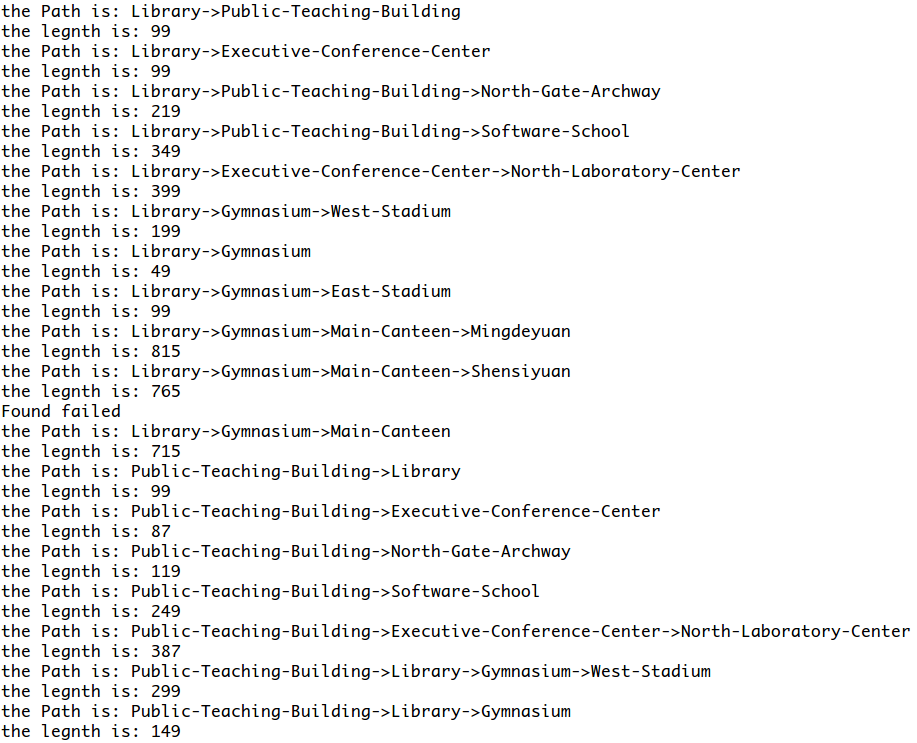 the Path is: Library->Public-Teaching-Building
the legnth is: 99
the Path is: Library->Executive-Conference-Center
the legnth is: 99
the Path is: Library->Public-Teaching-Building->North-Gate-Archway
the legnth is: 219
the Path is: Library->Public-Teaching-Building->Software-School
the legnth is: 349
the Path is: Library->Executive-Conference-Center->North-Laboratory-Center
the legnth is: 399
the Path is: Library->Gymnasium->West-Stadium
the legnth is: 199
the Path is: Library->Gymnasium
the legnth is: 49
the Path is: Library->Gymnasium->East-Stadium
the legnth is: 99
the Path is: Library->Gymnasium->Main-Canteen->Mingdeyuan
the legnth is: 815
the Path is: Library->Gymnasium->Main-Canteen->Shensiyuan
the legnth is: 765
Found failed
the Path is: Library->Gymnasium->Main-Canteen
the legnth is: 715
the Path is: Public-Teaching-Building->Library
the legnth is: 99
the Path is: Public-Teaching-Building->Executive-Conference-Center
the legnth is: 87
the Path is: Public-Teaching-Building->North-Gate-Archway
the legnth is: 119
the Path is: Public-Teaching-Building->Software-School
the legnth is: 249
the Path is: Public-Teaching-Building->Executive-Conference-Center->North-Laboratory-Center
the legnth is: 387
the Path is: Public-Teaching-Building->Library->Gymnasium->West-Stadium
the legnth is: 299
the Path is: Public-Teaching-Building->Library->Gymnasium
the legnth is: 149